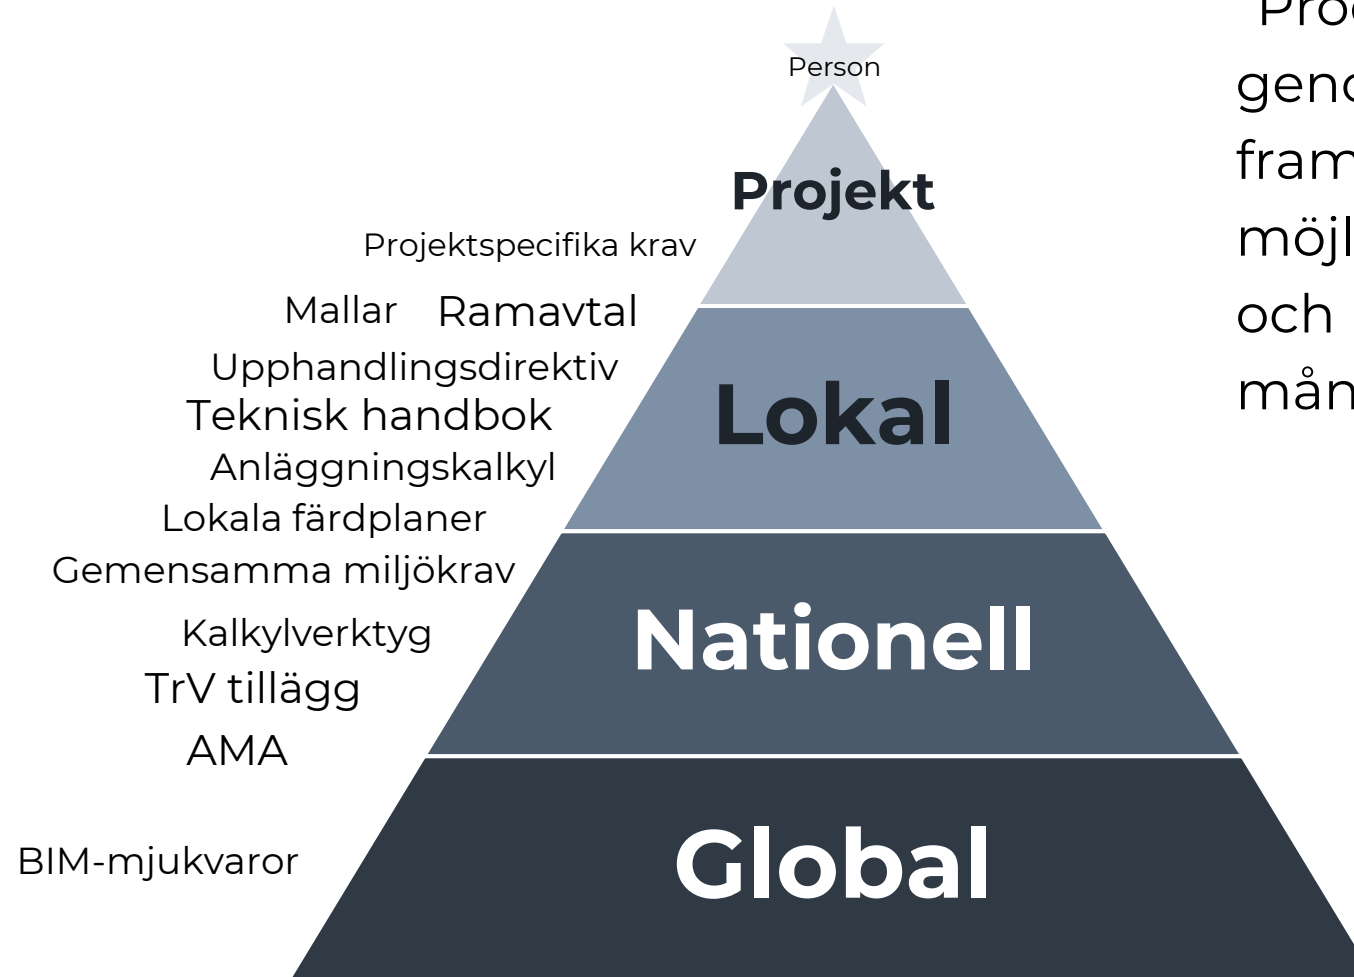 Person
Projekt
Projektspecifika krav
Mallar Ramavtal
Upphandlingsdirektiv
Teknisk handbok
Lokal
Anläggningskalkyl
Lokala färdplaner
Gemensamma miljökrav
Kalkylverktyg
Nationell
TrV tillägg
AMA
BIM-mjukvaror
Global
och